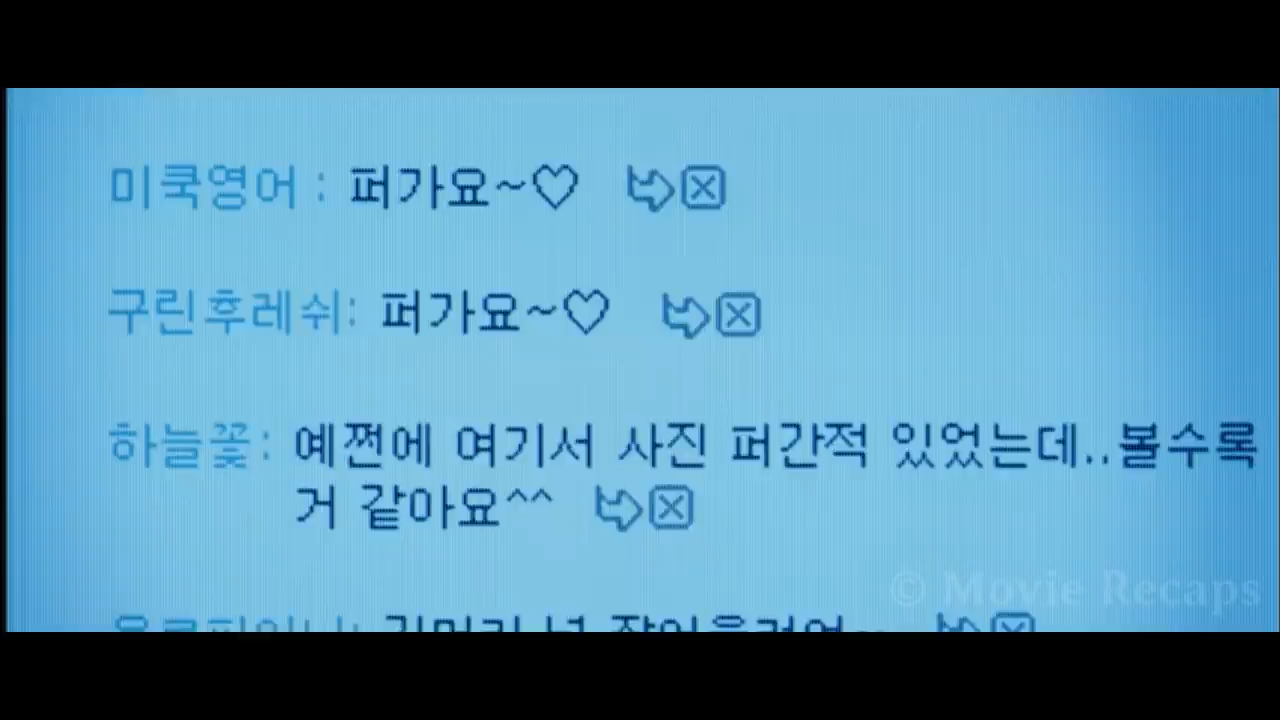 미쿡영어 : 퍼가요~♡
구린후레쉬: 퍼가요~♡
하늘꽃: 예쩐에 여기서 사진 퍼간적 있었는데..볼수록
거 같아요^^
© Movie Recaps